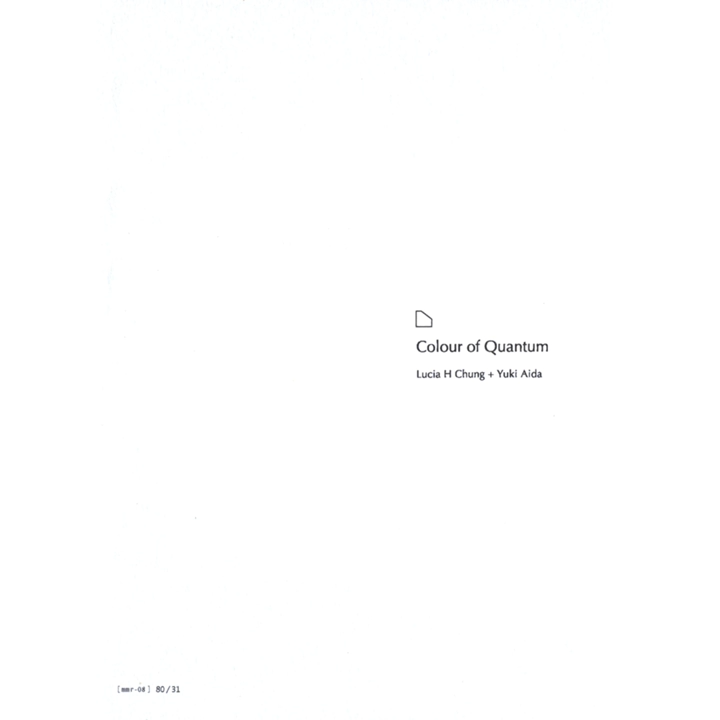 Colour of Quantum
Lucia H Chung + Yuki Aida
[mmr-08] 80/31